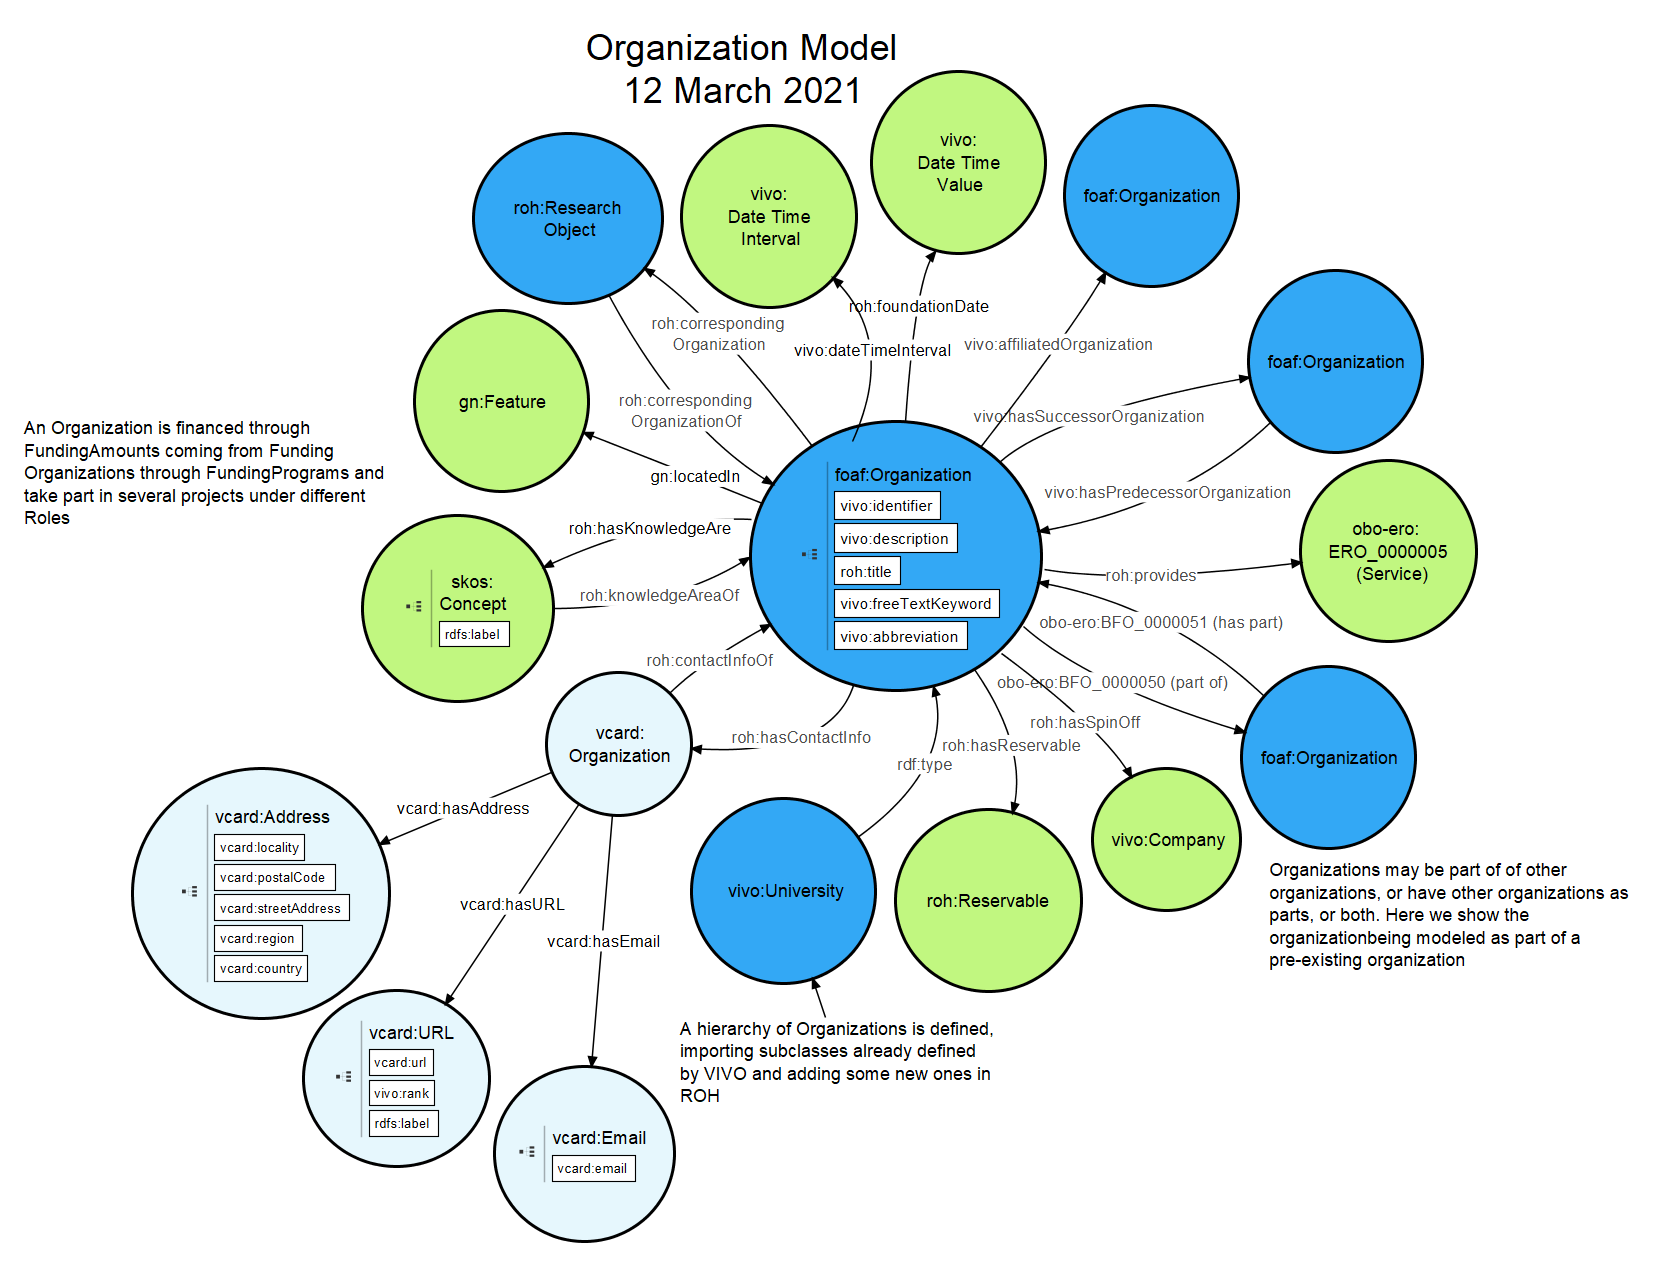 Organization Model
12 March 2021
vivo:
Date Time
Value
foaf:Organization
vivo:
Date Time
Interval
roh:Research
Object
roh:foundationDate
roh:corresponding
Organization
vivo:dateTimeInterval
vivo:affiliatedOrganization
foaf:Organization
gn:Feature
roh:corresponding
OrganizationOf
vivo:hasSuccessorOrganization
An Organization is financed through
FundingAmounts coming from Funding
Organizations through FundingPrograms and
take part in several projects under different
Roles
gn:locatedIn
foaf:Organization
vivo:identifier
vivo:description
roh:title
vivo:freeTextKeyword
vivo:abbreviation
vivo:hasPredecessorOrganization
roh:hasKnowledgeAre
obo-ero:
ERO_0000005
(Service)
roh:provides
skos:
Concept
rdfs:label
roh:knowledgeAreaOf
obo-ero:BFO_0000051 (has part)
roh:contactInfoOf
obo-ero:BFO_0000050 (part of)
roh:hasSpinOff
vcard:
Organization
roh:hasContactInfo
roh:hasReservable
rdf:type
foaf:Organization
vcard:hasAddress
vcard:Address
vcard:locality
vcard:postalCode
vcard:streetAddress
vcard:region
vcard:country
vivo:Company
vivo:University
roh:Reservable
Organizations may be part of of other
organizations, or have other organizations as
parts, or both. Here we show the
organizationbeing modeled as part of a
pre-existing organization
vcard:hasURL
vcard:hasEmail
vcard:URL
vcard:url
vivo:rank
rdfs:label
A hierarchy of Organizations is defined,
importing subclasses already defined
by VIVO and adding some new ones in
ROH
vcard:Email
vcard:email